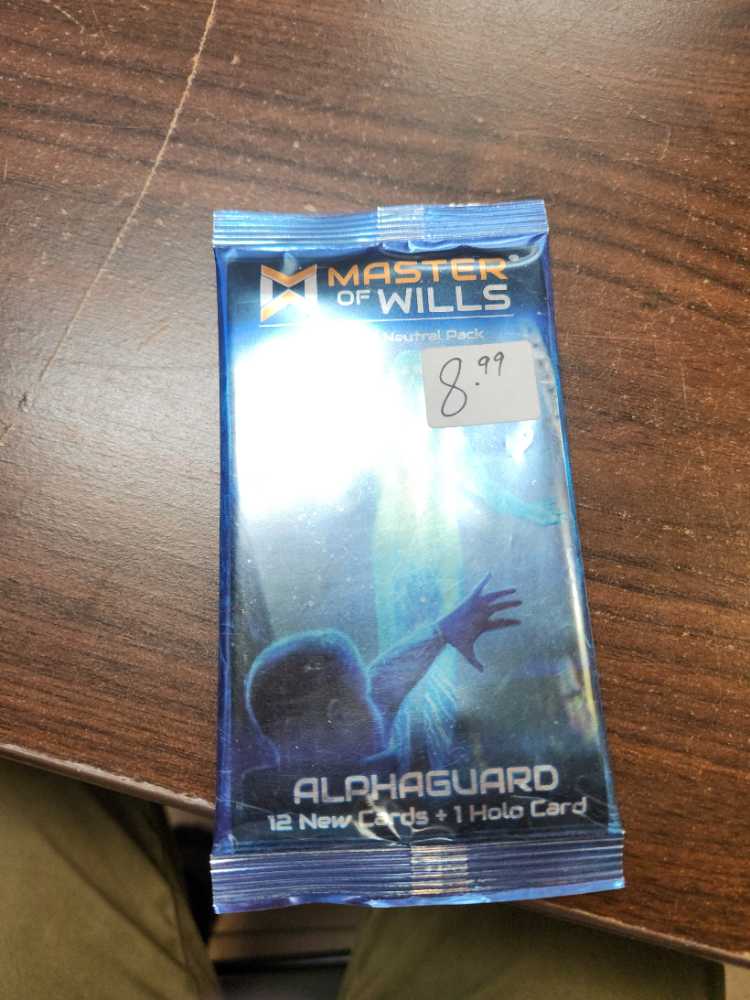 MASTER®
OF WILLS
Neutral Pack
8.99
ALPHAGUARD
12 New Cards + 1 Holo Card